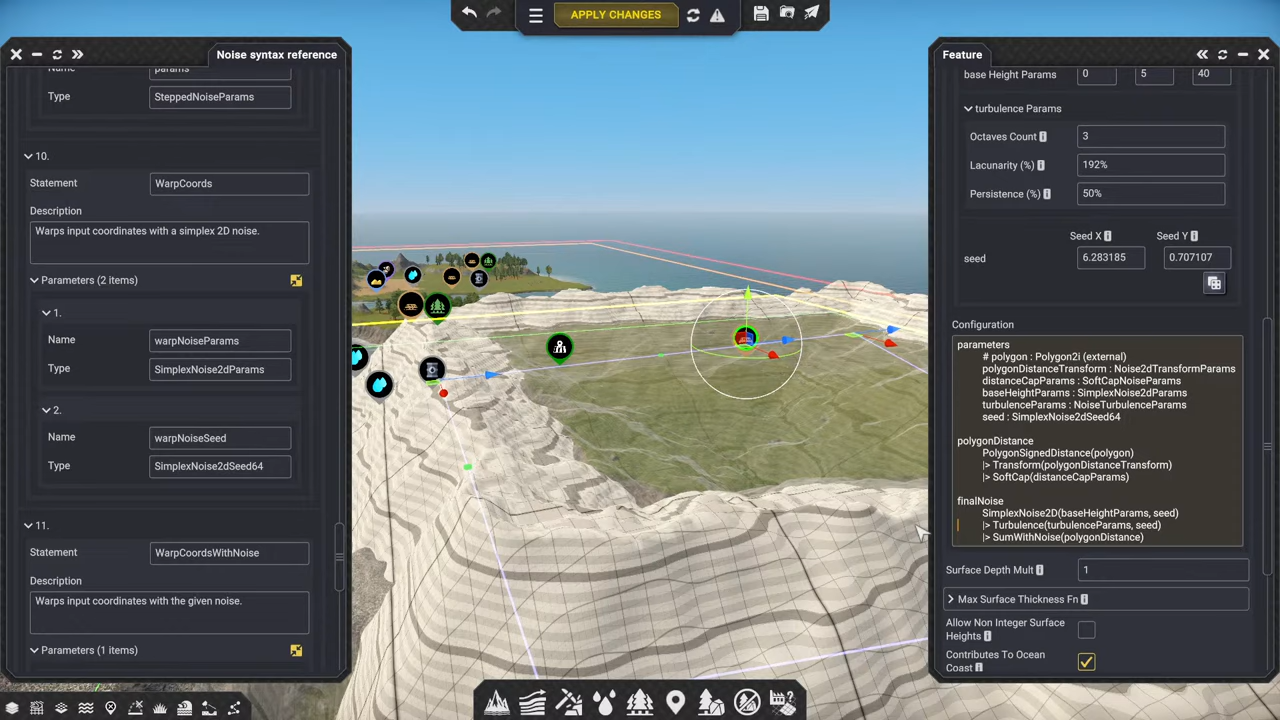 APPLY CHANGES
Noise syntax reference
Name
params
Type
SteppedNoiseParams
10.
Statement
WarpCoords
Description
Warps input coordinates with a simplex 2D noise.
Parameters (2 items)
1.
Name
warpNoiseParams
Type
SimplexNoise2dParams
2.
Name
warpNoiseSeed
Type
SimplexNoise2dSeed64
11.
Statement
WarpCoordsWithNoise
Description
Warps input coordinates with the given noise.
Parameters (1 items)
Feature
base Height Params
0
5
40
turbulence Params
Octaves Count
3
Lacunarity (%)
192%
Persistence (%)
50%
Seed X
Seed Y
seed
6.283185
0.707107
Configuration
parameters
# polygon : Polygon2i (external)
polygonDistanceTransform : Noise2dTransformParams
distanceCapParams : SoftCapNoiseParams
baseHeightParams : SimplexNoise2dParams
turbulenceParams : NoiseTurbulenceParams
seed : SimplexNoise2dSeed64
polygonDistance
PolygonSignedDistance(polygon)
|> Transform(polygonDistanceTransform)
|> SoftCap(distanceCapParams)
finalNoise
SimplexNoise2D(baseHeightParams, seed)
|> Turbulence(turbulenceParams, seed)
|> SumWithNoise(polygonDistance)
Surface Depth Mult
1
Max Surface Thickness Fn
Allow Non Integer Surface
Heights
Contributes To Ocean
Coast